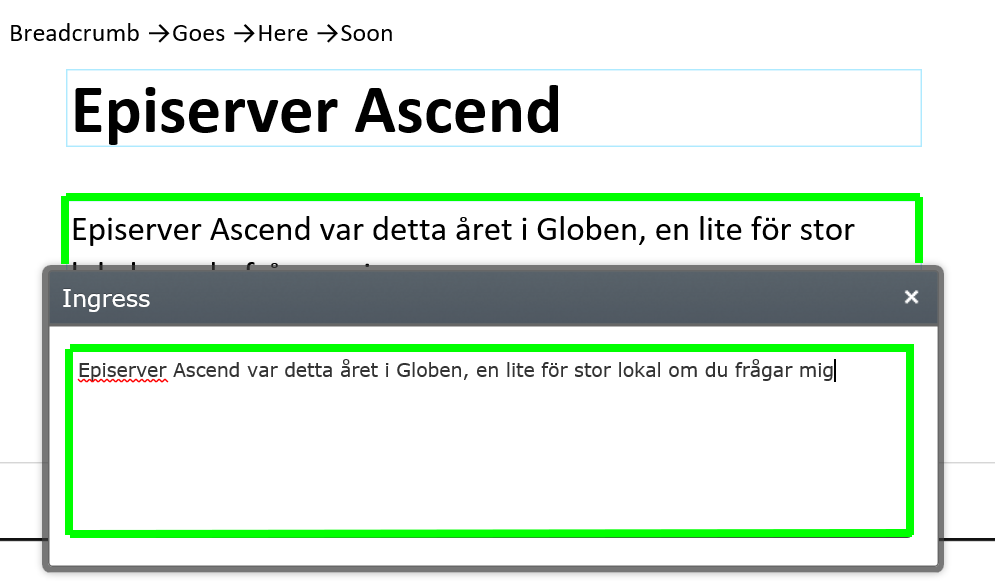 Breadcrumb →Goes →Here →Soon
Episerver Ascend
Episerver Ascend var detta året i Globen, en lite för stor
Ingress
×
Episerver Ascend var detta året i Globen, en lite för stor lokal om du frågar mig